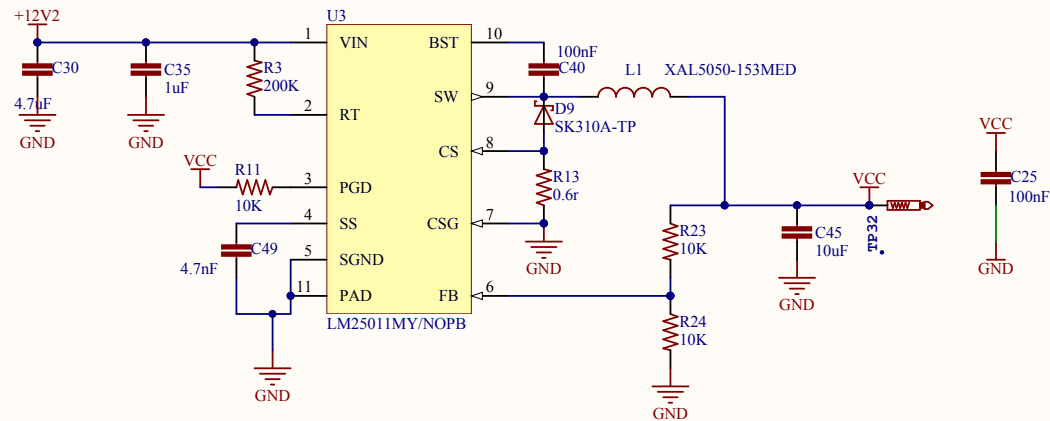 +12V2
U3
1
VIN
BST
10
C30
4.7uF
GND
C35
1uF
GND
R3
200K
2
RT
100nF
C40
L1
XAL5050-153MED
SW
9
D9
SK310A-TP
CS
8
VCC
R11
10K
3
PGD
R13
0.6r
4
SS
CSG
7
GND
C49
4.7nF
5
SGND
11
PAD
FB
6
LM25011MY/NOPB
GND
R23
10K
R24
10K
GND
C45
10uF
GND
VCC
TP32
.
VCC
C25
100nF
GND